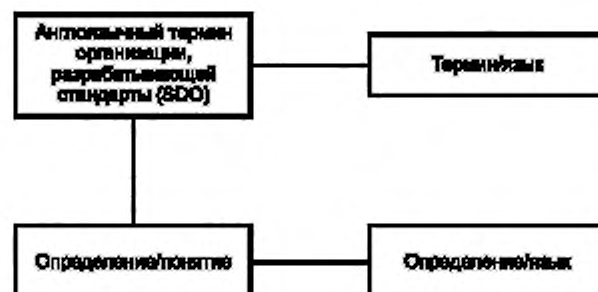 Англоязычный термин
организации,
разрабатывающей
стандарты (SDO)
Термин/язык
Определение/понятие
Определение/язык